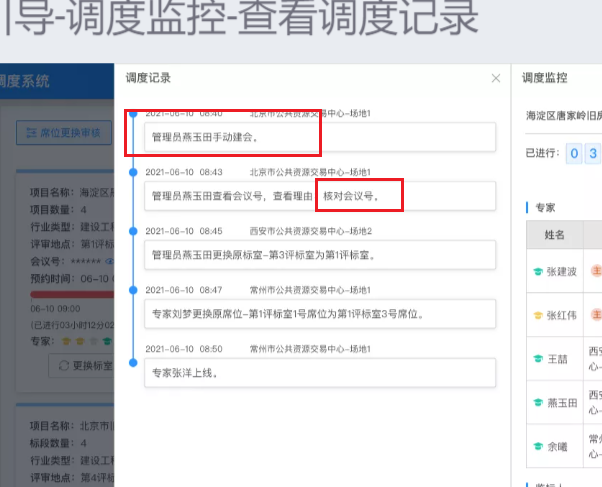 引导-调度监控-查看调度记录
调度系统
席位更换审核
项目名称：海淀区
项目数量：4
行业类型：建设工
评审地点：第1评标
会议号：******
预约时间：06-10
06-10 09:00
(已进行03小时12分02
专家：
更换标室
项目名称：北京市
标段数量：4
行业类型：建设工
评审地点：第4评标
调度记录
2021-06-10 08:40 北京市公共资源交易中心-场地1
管理员燕玉田手动建会。
2021-06-10 08:43 北京市公共资源交易中心-场地1
管理员燕玉田查看会议号，查看理由：核对会议号。
2021-06-10 08:45 西安市公共资源交易中心-场地2
管理员燕玉田更换原标室-第3评标室为第1评标室。
2021-06-10 08:47 常州市公共资源交易中心-场地1
专家刘梦更换原席位-第1评标室1号席位为第1评标室3号席位。
2021-06-10 08:50 常州市公共资源交易中心-场地1
专家张洋上线。
调度监控
海淀区唐家岭旧房
已进行： 0 3
专家
姓名
张建波 主
张红伟 主
王喆 西安
心-
燕玉田 西安
心-
余曦 常州
心-